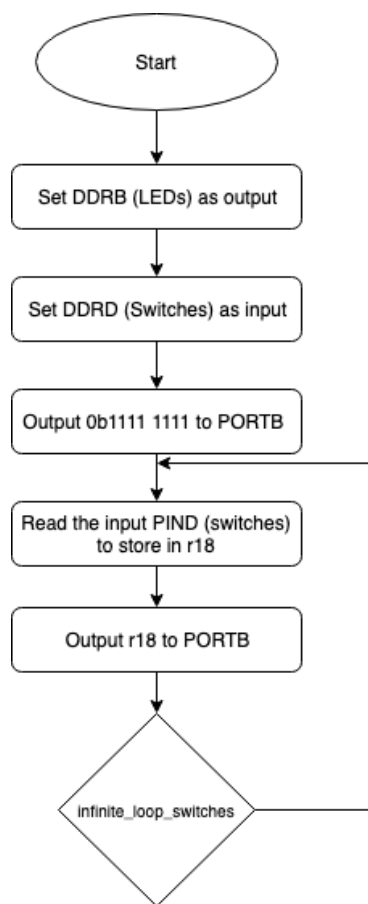 Start
Set DDRB (LEDs) as output
Set DDRD (Switches) as input
Output 0b1111 1111 to PORTB
Read the input PIND (switches)
to store in r18
Output r18 to PORTB
infinite_loop_switches